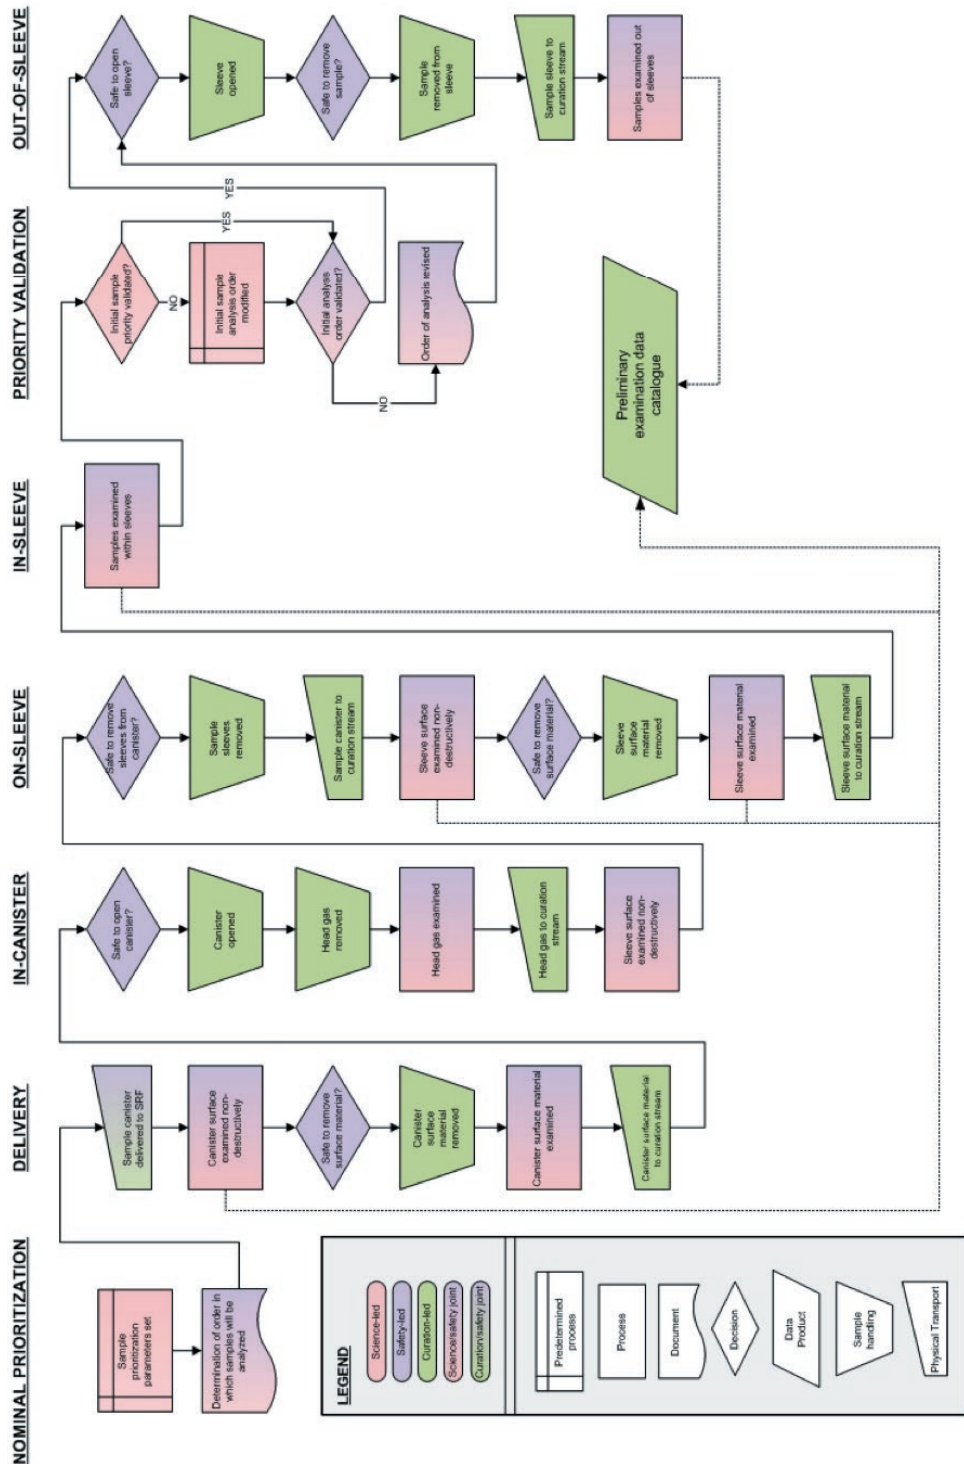 NOMINAL PRIORITIZATION
Sample
prioritization
parameters set
Determination of order in
which samples will be
analyzed
DELIVERY
Sample canister
delivered to SRF
Canister surface
examined non-
destructively
Safe to remove
surface material?
Canister
surface
material
removed
Canister surface material
examined
Canister surface material
to curation stream
IN-CANISTER
Safe to open
canister?
Canister
opened
Head gas
removed
Head gas examined
Head gas to curation
stream
Sleeve surface
examined non-
destructively
ON-SLEEVE
Safe to remove
sleeves from
canister?
Sample
sleeves
removed
Sample canister to
curation stream
Sleeve surface
examined non-
destructively
Safe to remove
surface material?
Sleeve
surface
material
removed
Sleeve surface material
examined
Sleeve surface material
to curation stream
IN-SLEEVE
Samples examined
within sleeves
PRIORITY VALIDATION
Initial sample
priority validated?
NO
YES
Initial sample
analysis order
modified
Initial analysis
order validated?
YES
NO
Order of analysis revised
OUT-OF-SLEEVE
Safe to open
sleeve?
Sleeve
opened
Safe to remove
sample?
Sample
removed from
sleeve
Sample sleeve to
curation stream
Samples examined out
of sleeves
Preliminary
examination data
catalogue
LEGEND
Science-led
Safety-led
Curation-led
Science/safety joint
Curation/safety joint
Predetermined
process
Process
Document
Decision
Data
Product
Sample
handling
Physical Transport